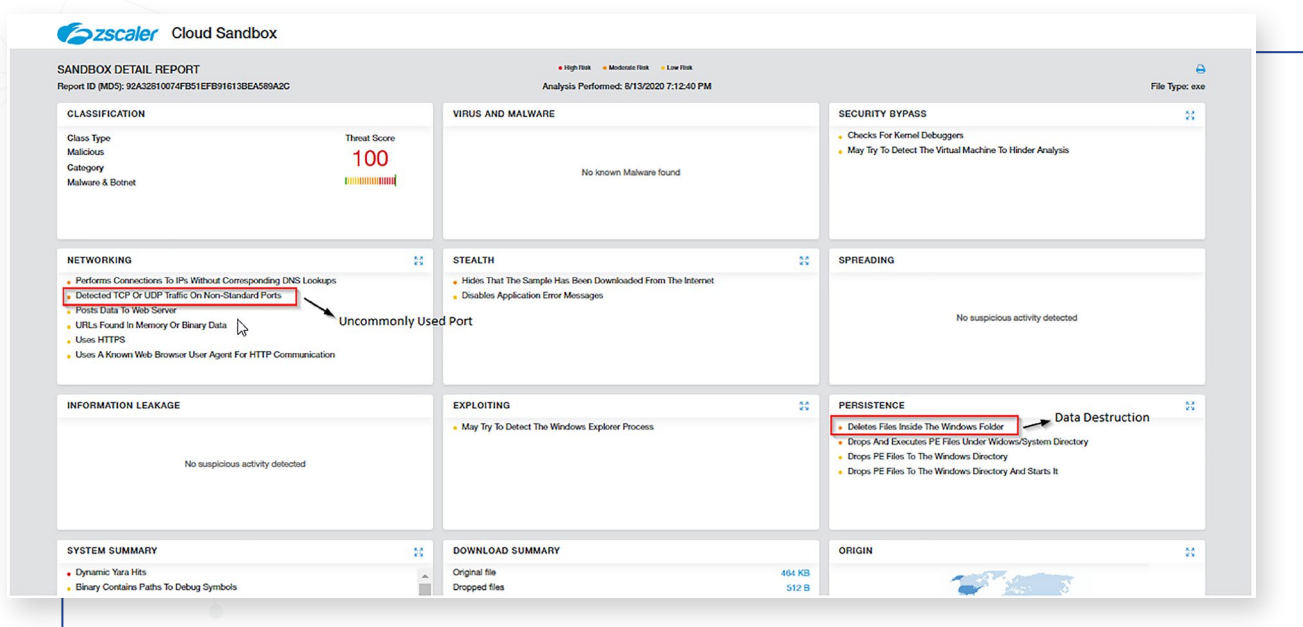 zscaler Cloud Sandbox
SANDBOX DETAIL REPORT
Report ID (MD5): 92A32810074FB51EFB91613BEA589A2C
High Risk Moderate Risk Low Risk
Analysis Performed: 8/13/2020 7:12:40 PM
File Type: exe
CLASSIFICATION
Class Type
Malicious
Category
Malware & Botnet
Threat Score
100
VIRUS AND MALWARE
No known Malware found
SECURITY BYPASS
Checks For Kernel Debuggers
May Try To Detect The Virtual Machine To Hinder Analysis
NETWORKING
Performs Connections To IPs Without Corresponding DNS Lookups
Detected TCP Or UDP Traffic On Non-Standard Ports
Posts Data To Web Server
URLs Found In Memory Or Binary Data
Uses HTTPS
Uses A Known Web Browser User Agent For HTTP Communication
Uncommonly Used Port
STEALTH
Hides That The Sample Has Been Downloaded From The Internet
Disables Application Error Messages
SPREADING
No suspicious activity detected
INFORMATION LEAKAGE
No suspicious activity detected
EXPLOITING
May Try To Detect The Windows Explorer Process
PERSISTENCE
Deletes Files Inside The Windows Folder
Drops And Executes PE Files Under Widows/System Directory
Drops PE Files To The Windows Directory
Drops PE Files To The Windows Directory And Starts It
Data Destruction
SYSTEM SUMMARY
Dynamic Yara Hits
Binary Contains Paths To Debug Symbols
DOWNLOAD SUMMARY
Original file 464 KB
Dropped files 512 B
ORIGIN